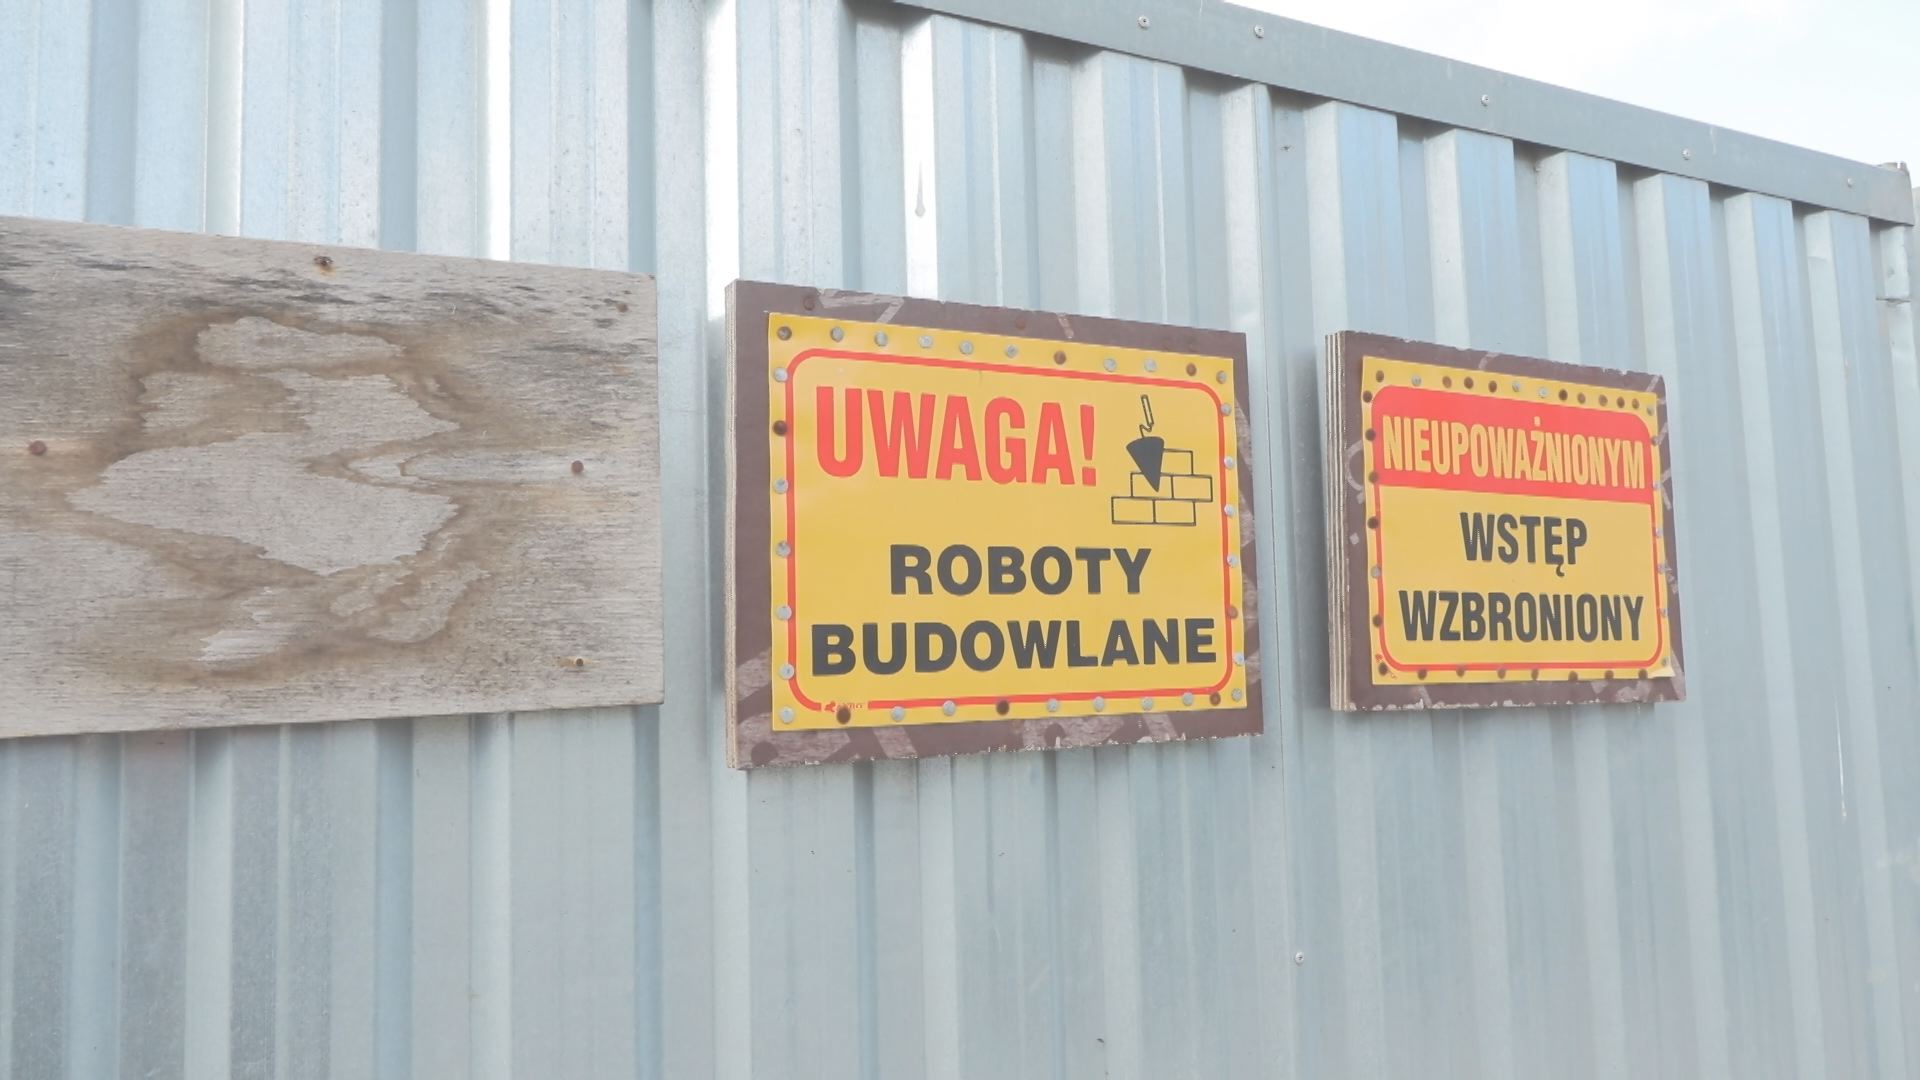 UWAGA!
ROBOTY
BUDOWLANE
NIEUPOWAŻNIONYM
WSTĘP
WZBRONIONY